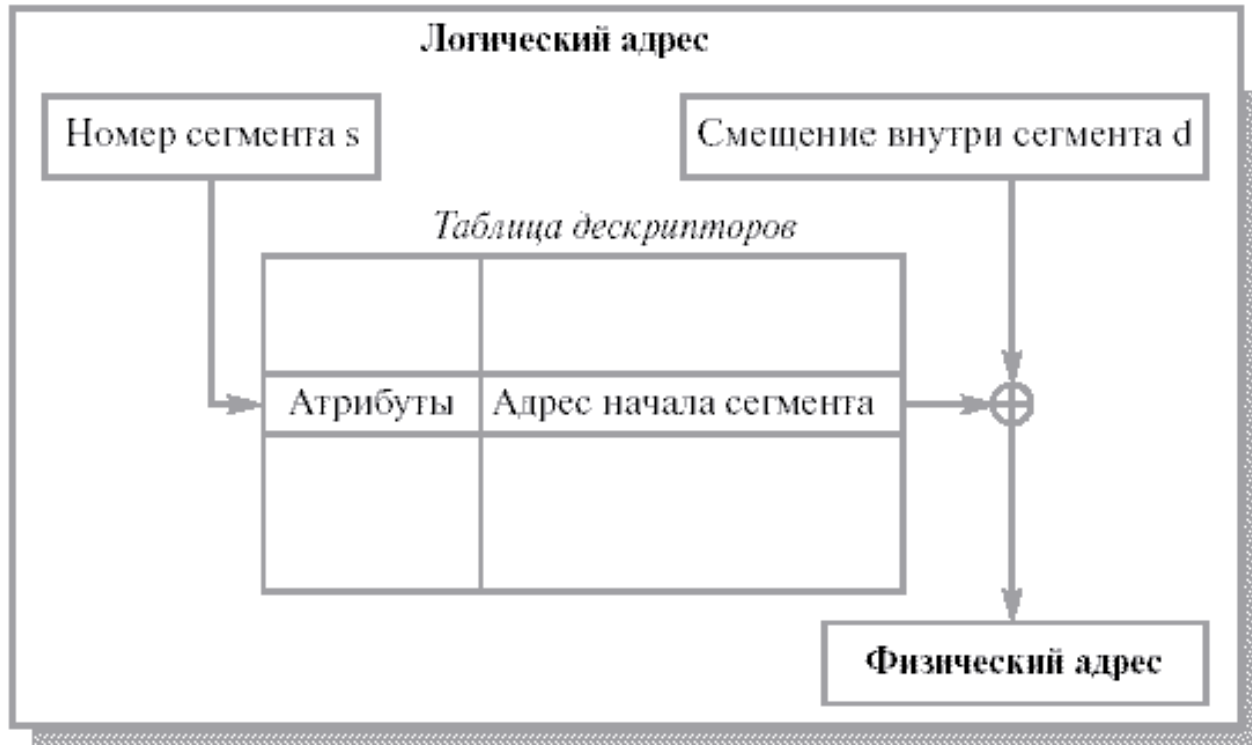 Логический адрес
Номер сегмента s
Смещение внутри сегмента d
Таблица дескрипторов
Атрибуты
Адрес начала сегмента
Физический адрес